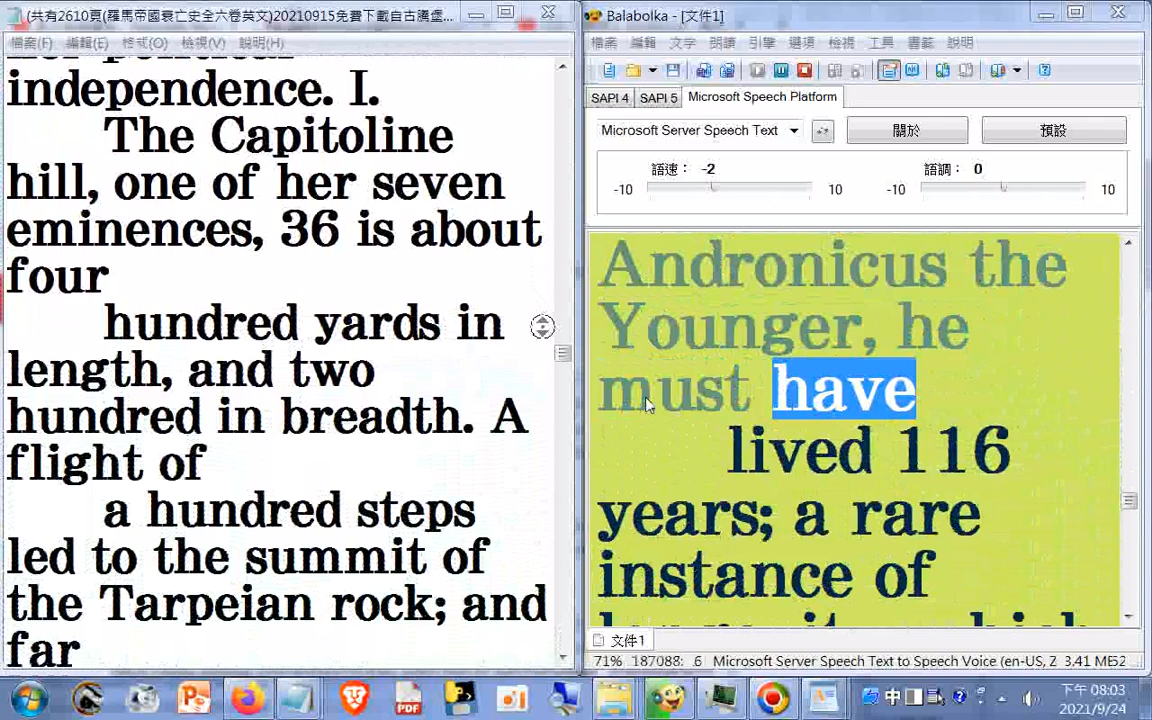 (共有2610頁(羅馬帝國衰亡史全六卷英文)20210915免費下載自古騰堡...
檔案(F) 編輯(E) 格式(O) 檢視(V) 說明(H)
her political
independence. I.
The Capitoline
hill, one of her seven
eminences, 36 is about
four
hundred yards in
length, and two
hundred in breadth. A
flight of
a hundred steps
led to the summit of
the Tarpeian rock; and
far
Balabolka - [文件1]
檔案 編輯 文字 朗讀 引擎 選項 檢視 工具 書籤 說明
SAPI 4 SAPI 5 Microsoft Speech Platform
Microsoft Server Speech Text 關於 預設
語速： -2 語調： 0
-10 10 -10 10
Andronicus the
Younger, he
must have
lived 116
years; a rare
instance of
文件1
71% 187088: .6 Microsoft Server Speech Text to Speech Voice (en-US, Z 3.41 ME52
中 下午 08:03
2021/9/24